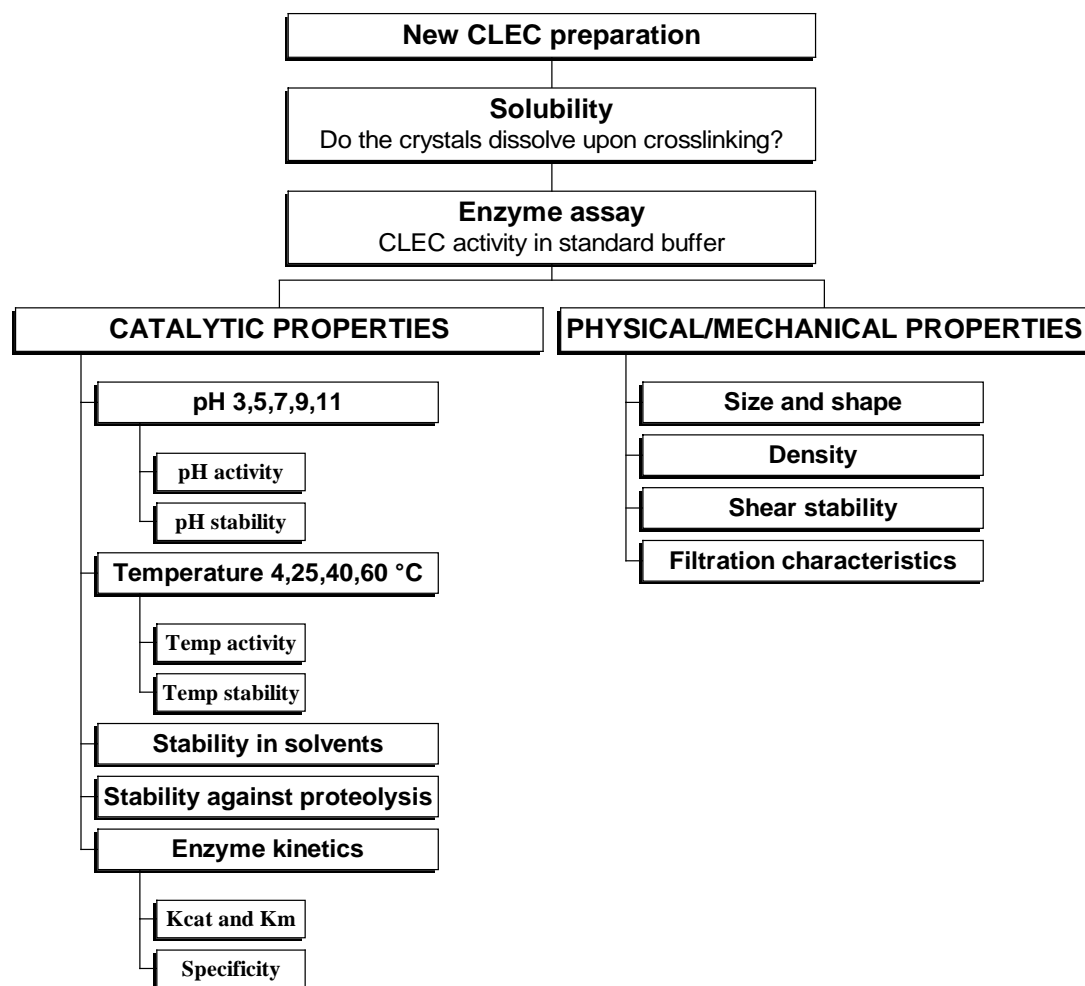 New CLEC preparation
Solubility
Do the crystals dissolve upon crosslinking?
Enzyme assay
CLEC activity in standard buffer
CATALYTIC PROPERTIES
pH 3,5,7,9,11
pH activity
pH stability
Temperature 4,25,40,60 °C
Temp activity
Temp stability
Stability in solvents
Stability against proteolysis
Enzyme kinetics
Kcat and Km
Specificity
PHYSICAL/MECHANICAL PROPERTIES
Size and shape
Density
Shear stability
Filtration characteristics